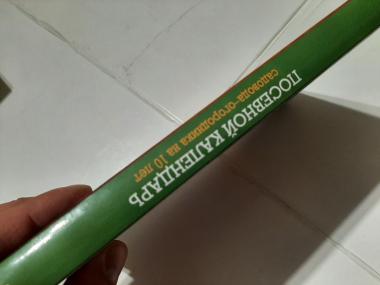 ПОСЕВНОЙ КАЛЕНДАРЬ
садовода-огородника на 10 лет